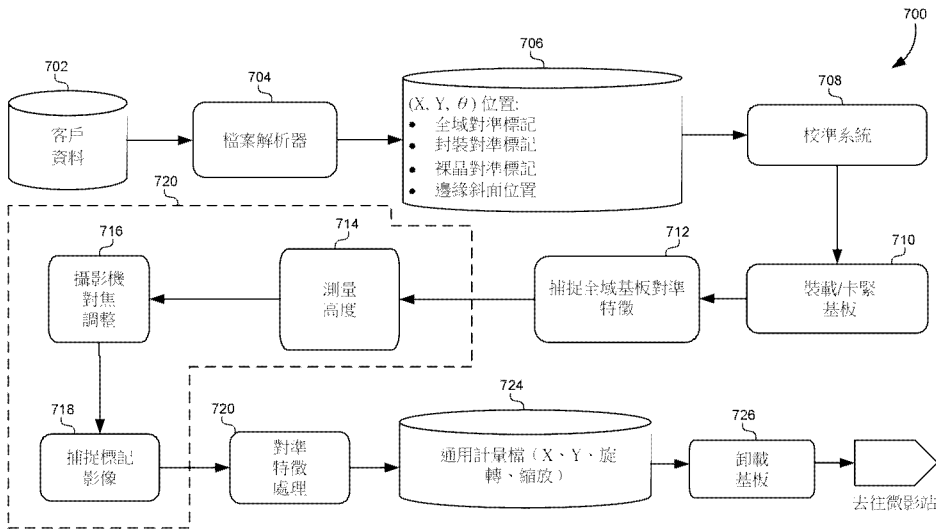 700
702
客戶
資料
704
檔案解析器
706
(X, Y, θ) 位置:
• 全域對準標記
• 封裝對準標記
• 裸晶對準標記
• 邊緣斜面位置
708
校準系統
710
裝載/卡緊
基板
712
捕捉全域基板對準
特徵
714
測量
高度
720
716
攝影機
對焦
調整
718
捕捉標記
影像
720
對準
特徵
處理
724
通用計量檔 (X、Y、旋
轉、縮放)
726
卸載
基板
去往微影站